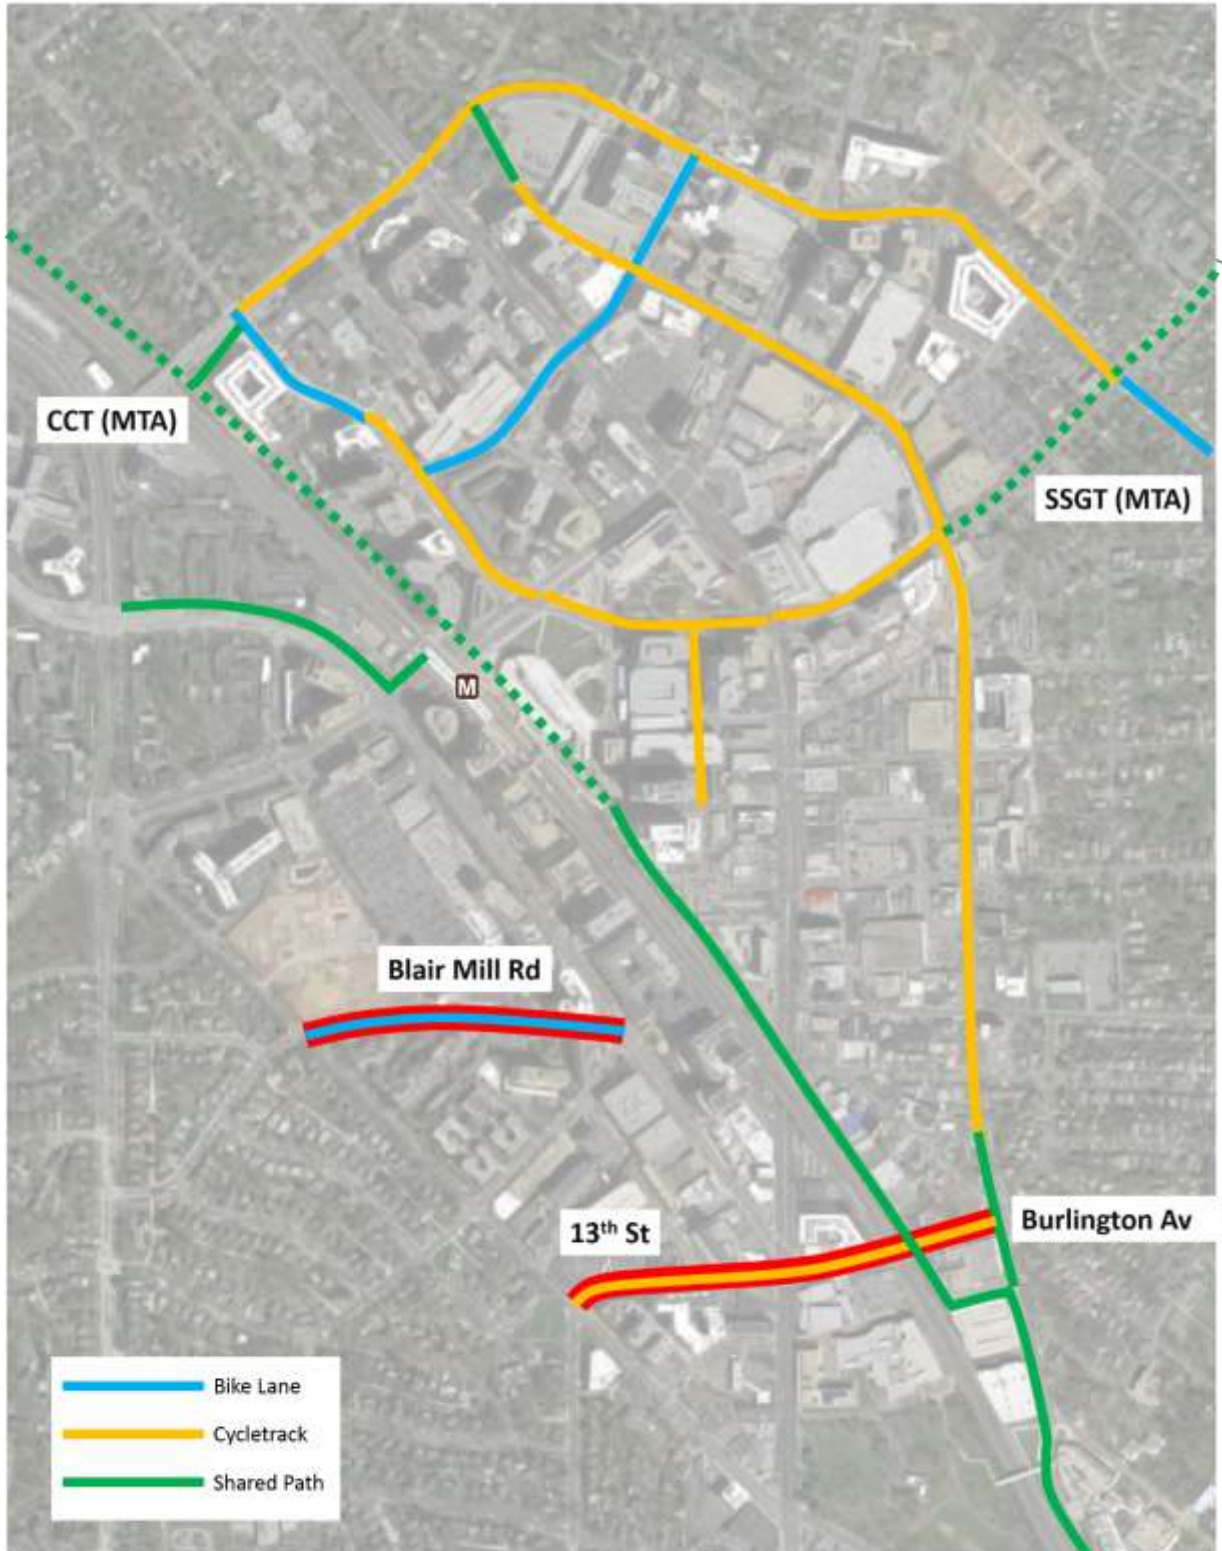 CCT (MTA)
SSGT (MTA)
M
Blair Mill Rd
13th St
Burlington Av
Bike Lane
Cycletrack
Shared Path